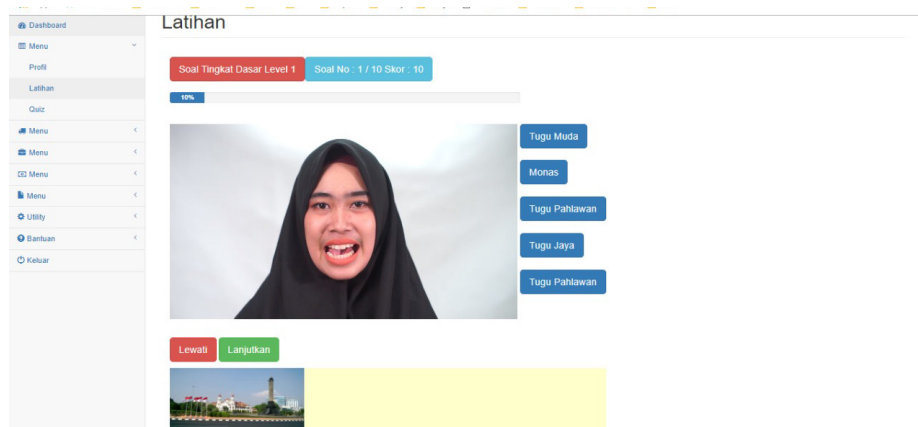 Latihan
Dashboard
Menu
Profil
Latihan
Quiz
Menu
Menu
Menu
Menu
Utility
Bantuan
Keluar
Soal Tingkat Dasar Level 1 Soal No : 1 / 10 Skor : 10
10%
Tugu Muda
Monas
Tugu Pahlawan
Tugu Jaya
Tugu Pahlawan
Lewati Lanjutkan